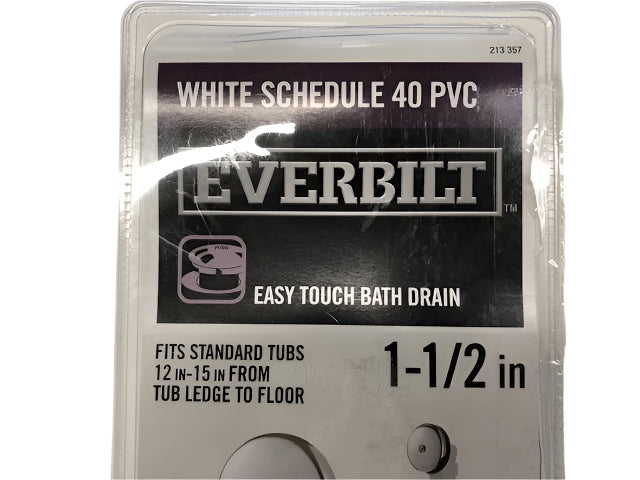 213 357
WHITE SCHEDULE 40 PVC
EVERBILT
TM
PUSH
EASY TOUCH BATH DRAIN
FITS STANDARD TUBS
12 IN-15 IN FROM
TUB LEDGE TO FLOOR
1-1/2 in